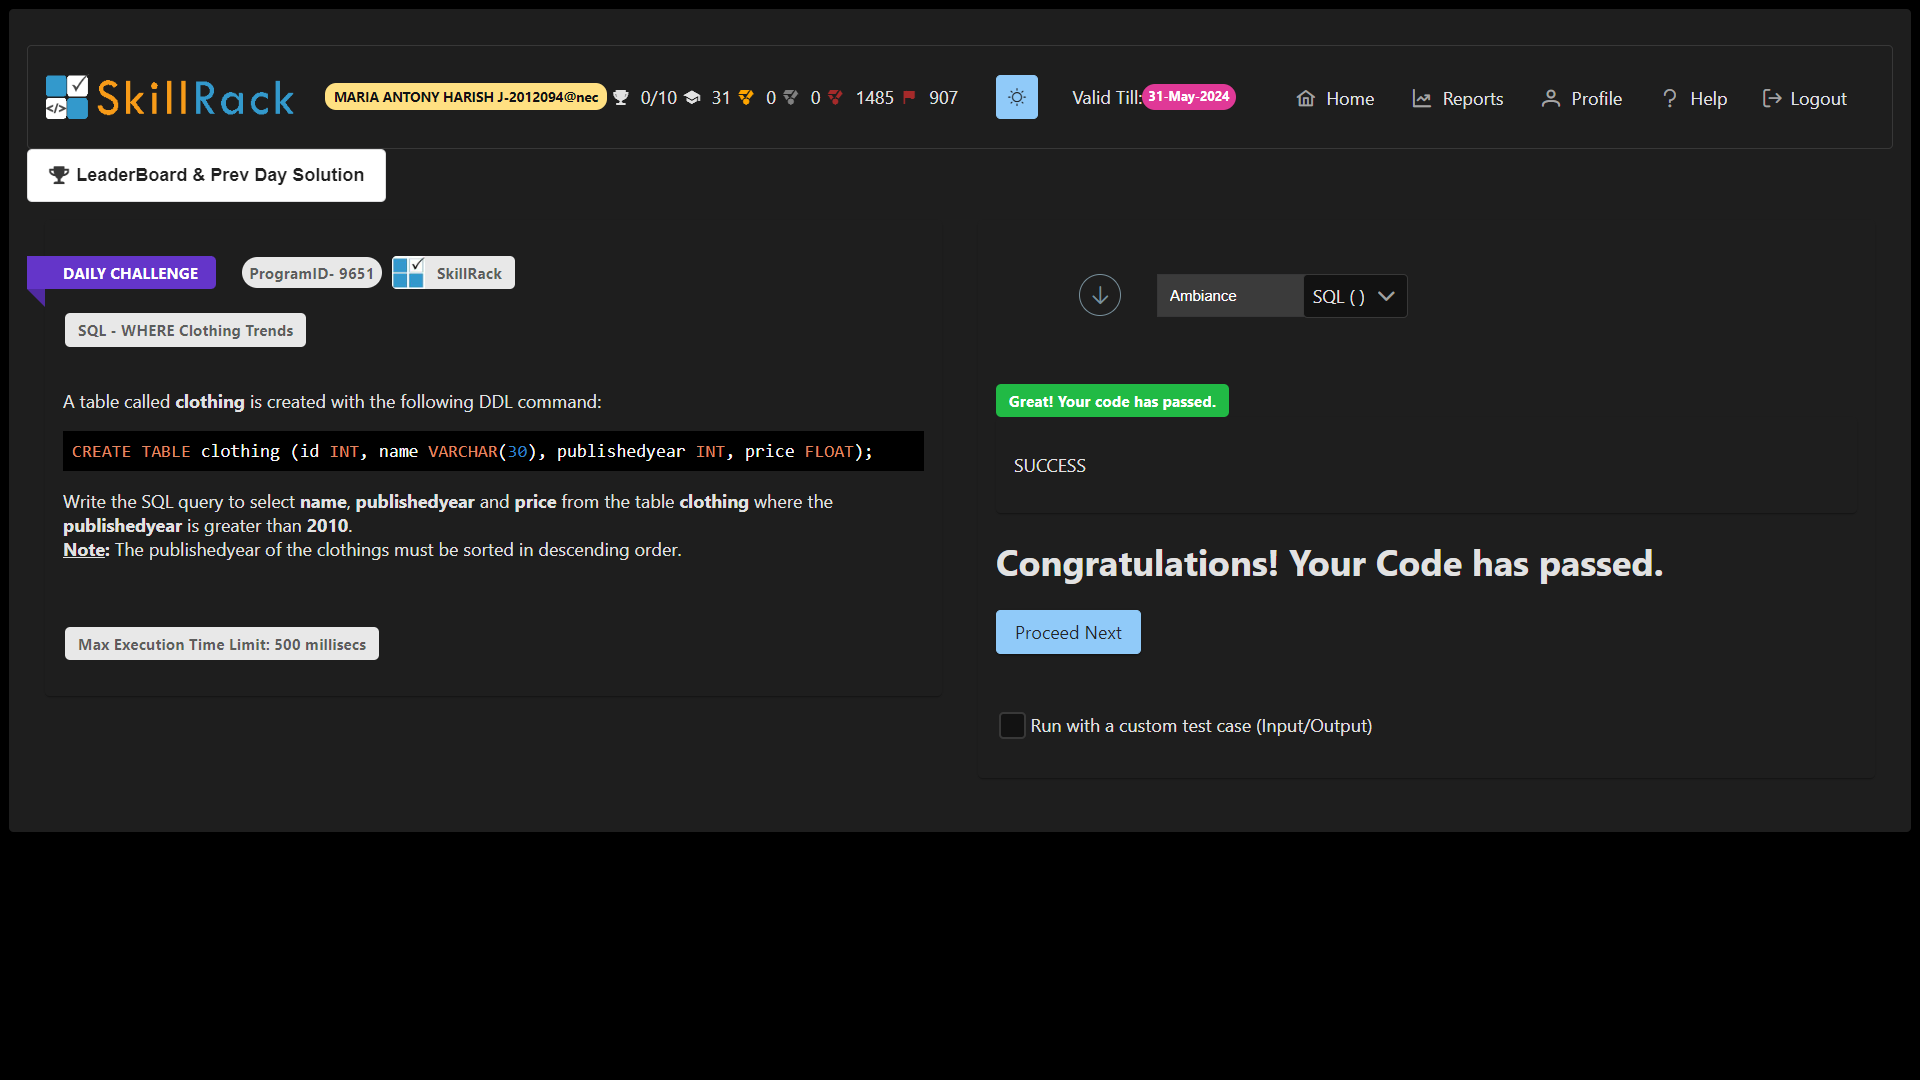 SkillRack MARIA ANTONY HARISH J-2012094@nec 0/10 31 0 0 1485 907 Valid Till: 31-May-2024 Home Reports Profile ? Help Logout
</>
LeaderBoard & Prev Day Solution
DAILY CHALLENGE ProgramID- 9651 SkillRack
SQL - WHERE Clothing Trends
A table called clothing is created with the following DDL command:
CREATE TABLE clothing (id INT, name VARCHAR(30), publishedyear INT, price FLOAT);
Write the SQL query to select name, publishedyear and price from the table clothing where the
publishedyear is greater than 2010.
Note: The publishedyear of the clothings must be sorted in descending order.
Max Execution Time Limit: 500 millisecs
Ambiance SQL ( )
Great! Your code has passed.
SUCCESS
Congratulations! Your Code has passed.
Proceed Next
Run with a custom test case (Input/Output)